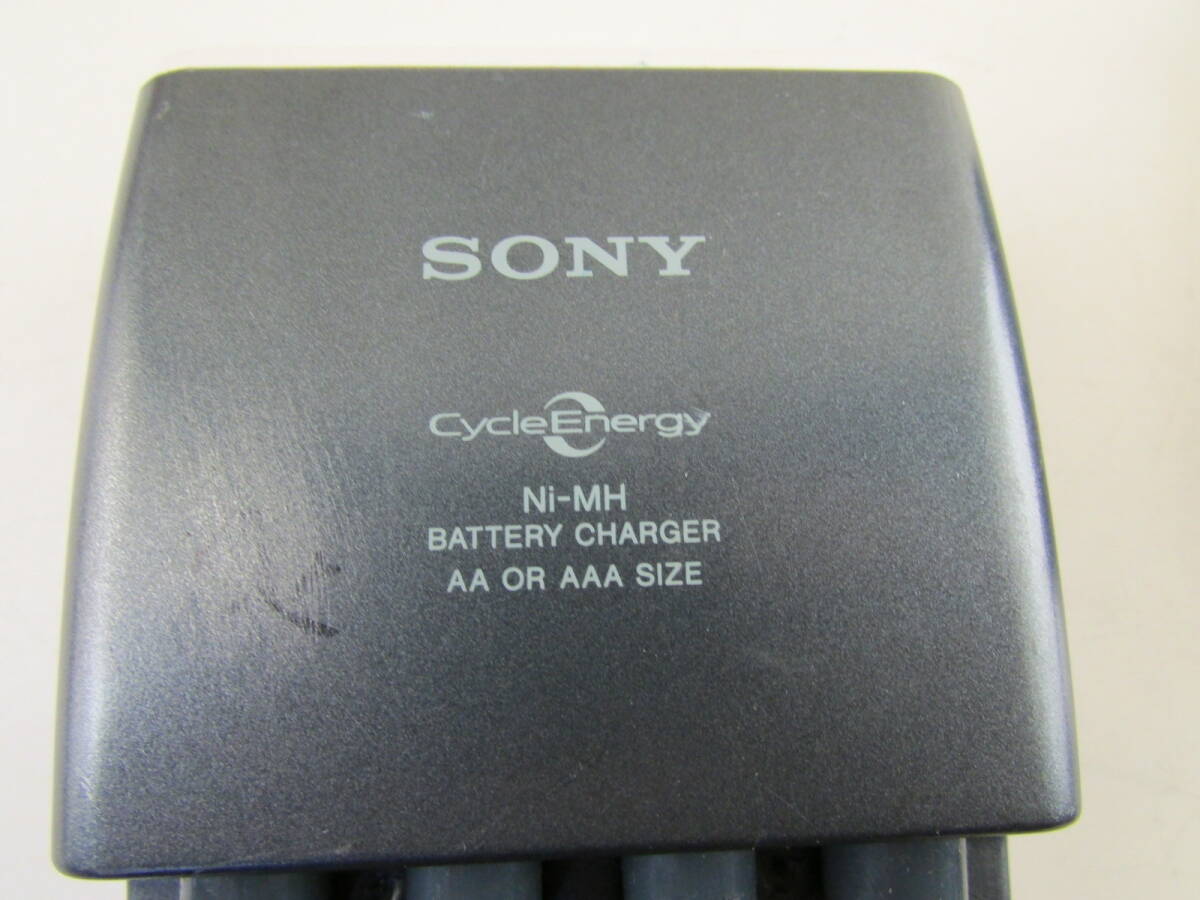 SONY
CycleEnergy
Ni-MH
BATTERY CHARGER
AA OR AAA SIZE